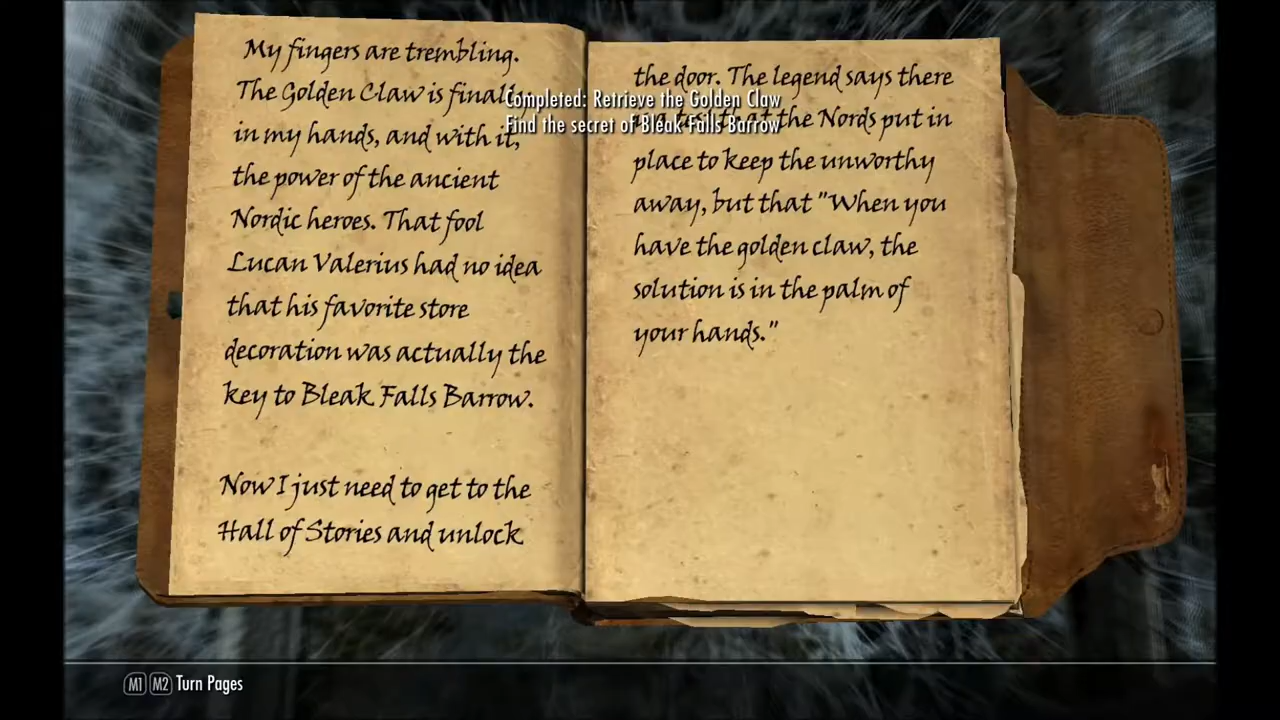 My fingers are trembling.
The Golden Claw is finally
in my hands, and with it,
the power of the ancient
Nordic heroes. That fool
Lucan Valerius had no idea
that his favorite store
decoration was actually the
key to Bleak Falls Barrow.
Now I just need to get to the
Hall of Stories and unlock
the door. The legend says there
the Nords put in
place to keep the unworthy
away, but that "When you
have the golden claw, the
solution is in the palm of
your hands."
Completed: Retrieve the Golden Claw
Find the secret of Bleak Falls Barrow
M1 M2 Turn Pages